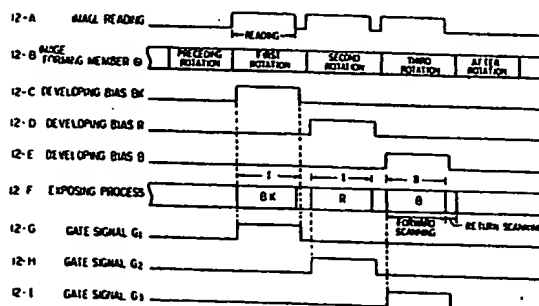 12-A IMAGE READING
READING
12-B IMAGE FORMING MEMBER
PRECEDING ROTATION
FIRST ROTATION
SECOND ROTATION
THIRD ROTATION
AFTER ROTATION
12-C DEVELOPING BIAS BK
12-D DEVELOPING BIAS R
12-E DEVELOPING BIAS B
12-F EXPOSING PROCESS
BK
R
B
FORWARD SCANNING
RETURN SCANNING
12-G GATE SIGNAL G1
12-H GATE SIGNAL G2
12-I GATE SIGNAL G3